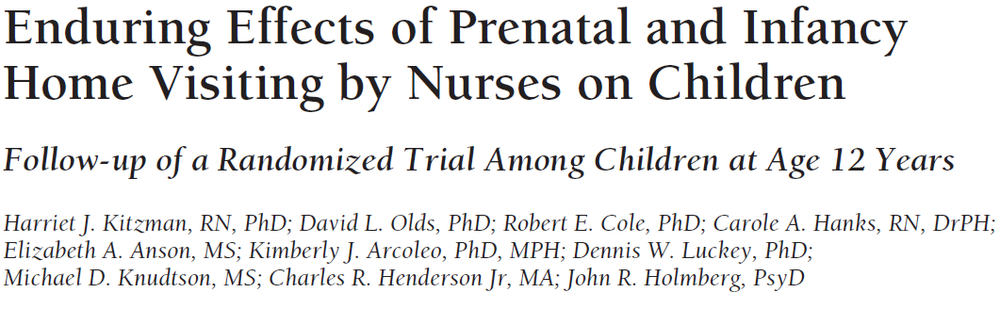 Enduring Effects of Prenatal and Infancy
Home Visiting by Nurses on Children
Follow-up of a Randomized Trial Among Children at Age 12 Years
Harriet J. Kitzman, RN, PhD; David L. Olds, PhD; Robert E. Cole, PhD; Carole A. Hanks, RN, DrPH;
Elizabeth A. Anson, MS; Kimberly J. Arcoleo, PhD, MPH; Dennis W. Luckey, PhD;
Michael D. Knudtson, MS; Charles R. Henderson Jr, MA; John R. Holmberg, PsyD